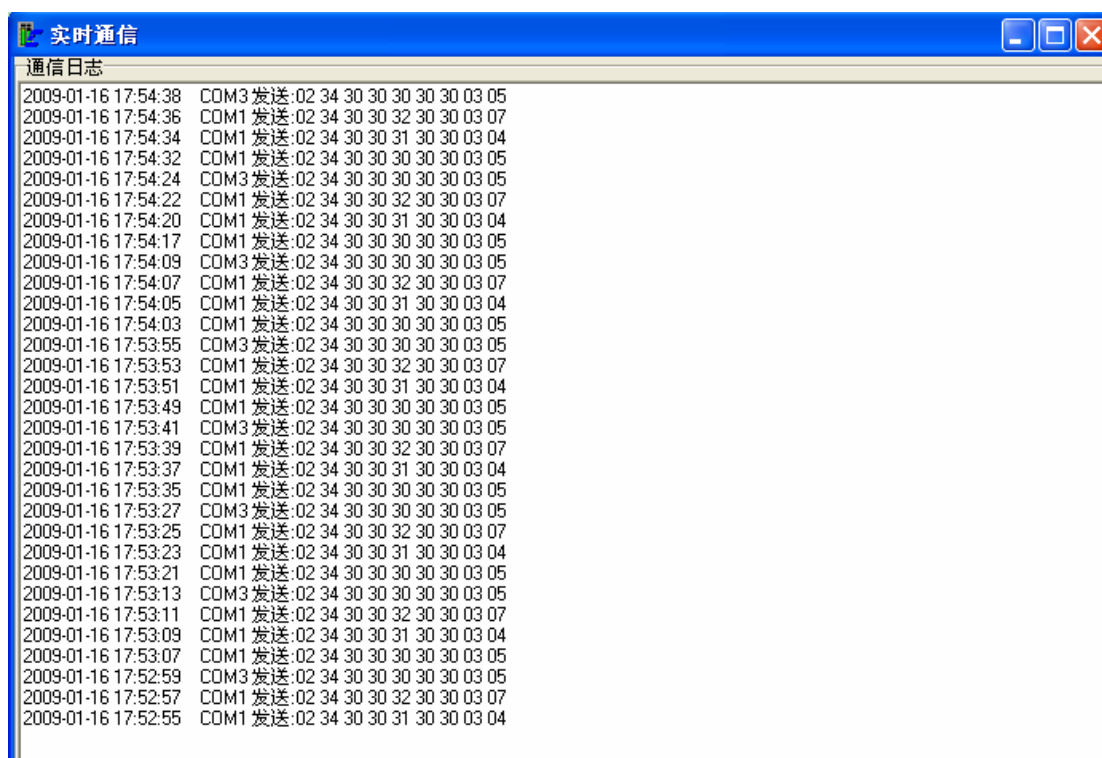 实时通信
通信日志
2009-01-16 17:54:38 COM3 发送:02 34 30 30 30 30 30 03 05
2009-01-16 17:54:36 COM1 发送:02 34 30 30 32 30 30 03 07
2009-01-16 17:54:34 COM1 发送:02 34 30 30 31 30 30 03 04
2009-01-16 17:54:32 COM1 发送:02 34 30 30 30 30 30 03 05
2009-01-16 17:54:24 COM3 发送:02 34 30 30 30 30 30 03 05
2009-01-16 17:54:22 COM1 发送:02 34 30 30 32 30 30 03 07
2009-01-16 17:54:20 COM1 发送:02 34 30 30 31 30 30 03 04
2009-01-16 17:54:17 COM1 发送:02 34 30 30 30 30 30 03 05
2009-01-16 17:54:09 COM3 发送:02 34 30 30 30 30 30 03 05
2009-01-16 17:54:07 COM1 发送:02 34 30 30 32 30 30 03 07
2009-01-16 17:54:05 COM1 发送:02 34 30 30 31 30 30 03 04
2009-01-16 17:54:03 COM1 发送:02 34 30 30 30 30 30 03 05
2009-01-16 17:53:55 COM3 发送:02 34 30 30 30 30 30 03 05
2009-01-16 17:53:53 COM1 发送:02 34 30 30 32 30 30 03 07
2009-01-16 17:53:51 COM1 发送:02 34 30 30 31 30 30 03 04
2009-01-16 17:53:49 COM1 发送:02 34 30 30 30 30 30 03 05
2009-01-16 17:53:41 COM3 发送:02 34 30 30 30 30 30 03 05
2009-01-16 17:53:39 COM1 发送:02 34 30 30 32 30 30 03 07
2009-01-16 17:53:37 COM1 发送:02 34 30 30 31 30 30 03 04
2009-01-16 17:53:35 COM1 发送:02 34 30 30 30 30 30 03 05
2009-01-16 17:53:27 COM3 发送:02 34 30 30 30 30 30 03 05
2009-01-16 17:53:25 COM1 发送:02 34 30 30 32 30 30 03 07
2009-01-16 17:53:23 COM1 发送:02 34 30 30 31 30 30 03 04
2009-01-16 17:53:21 COM1 发送:02 34 30 30 30 30 30 03 05
2009-01-16 17:53:13 COM3 发送:02 34 30 30 30 30 30 03 05
2009-01-16 17:53:11 COM1 发送:02 34 30 30 32 30 30 03 07
2009-01-16 17:53:09 COM1 发送:02 34 30 30 31 30 30 03 04
2009-01-16 17:53:07 COM1 发送:02 34 30 30 30 30 30 03 05
2009-01-16 17:52:59 COM3 发送:02 34 30 30 30 30 30 03 05
2009-01-16 17:52:57 COM1 发送:02 34 30 30 32 30 30 03 07
2009-01-16 17:52:55 COM1 发送:02 34 30 30 31 30 30 03 04